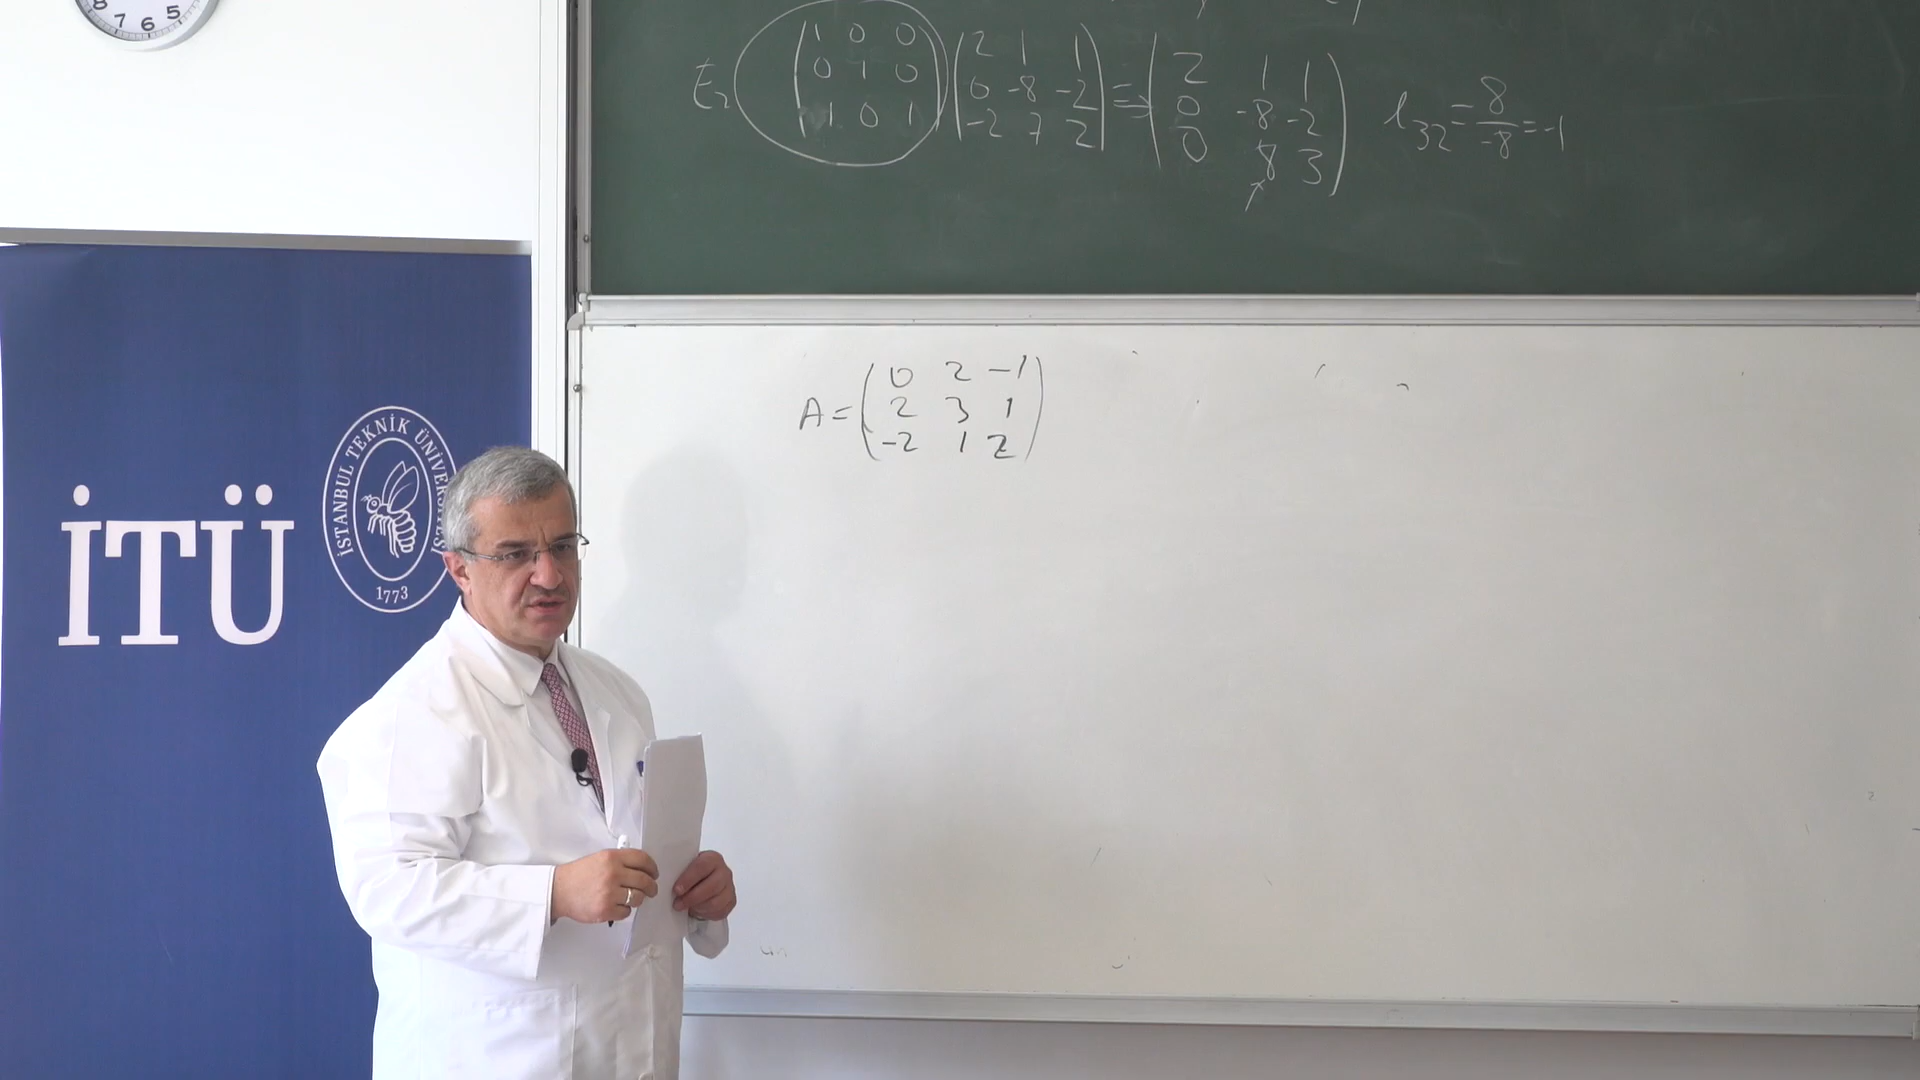 8 7 6 5
E₂ (1 0 0 / 0 1 0 / 1 0 1) (2 1 1 / 0 -8 -2 / -2 7 2) => (2 1 1 / 0 -8 -2 / 0 8 3) l₃₂ = 8/-8 = -1
A = (0 2 -1 / 2 3 1 / -2 1 2)
İTÜ
İSTANBUL TEKNİK ÜNİVERSİTESİ
1773